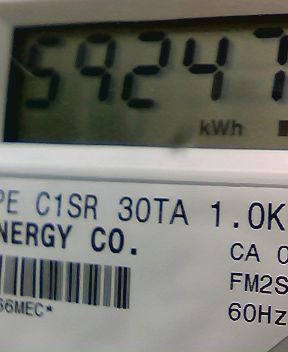 59247
kWh
PE C1SR 30TA 1.0K
NERGY CO.
CA 0
FM2S
66MEC*
60Hz